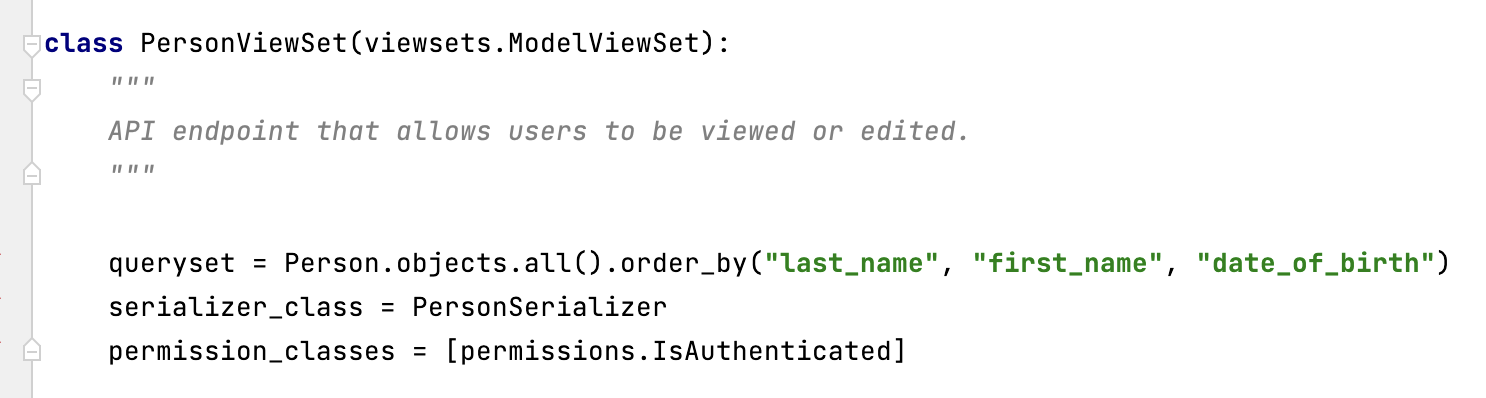 class PersonViewSet(viewsets.ModelViewSet):
    """
    API endpoint that allows users to be viewed or edited.
    """
    queryset = Person.objects.all().order_by("last_name", "first_name", "date_of_birth")
    serializer_class = PersonSerializer
    permission_classes = [permissions.IsAuthenticated]